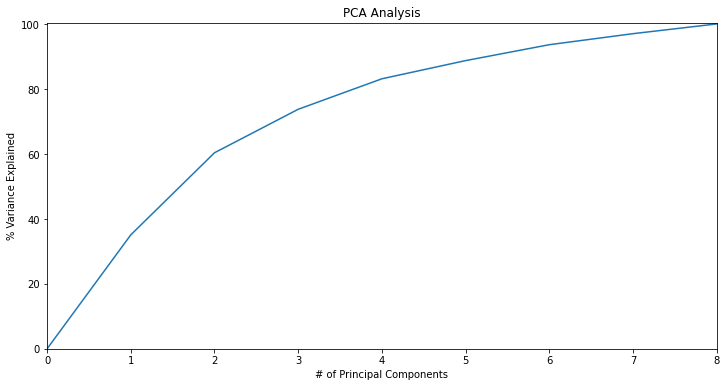 PCA Analysis
% Variance Explained
100
80
60
40
20
0
0 1 2 3 4 5 6 7 8
# of Principal Components